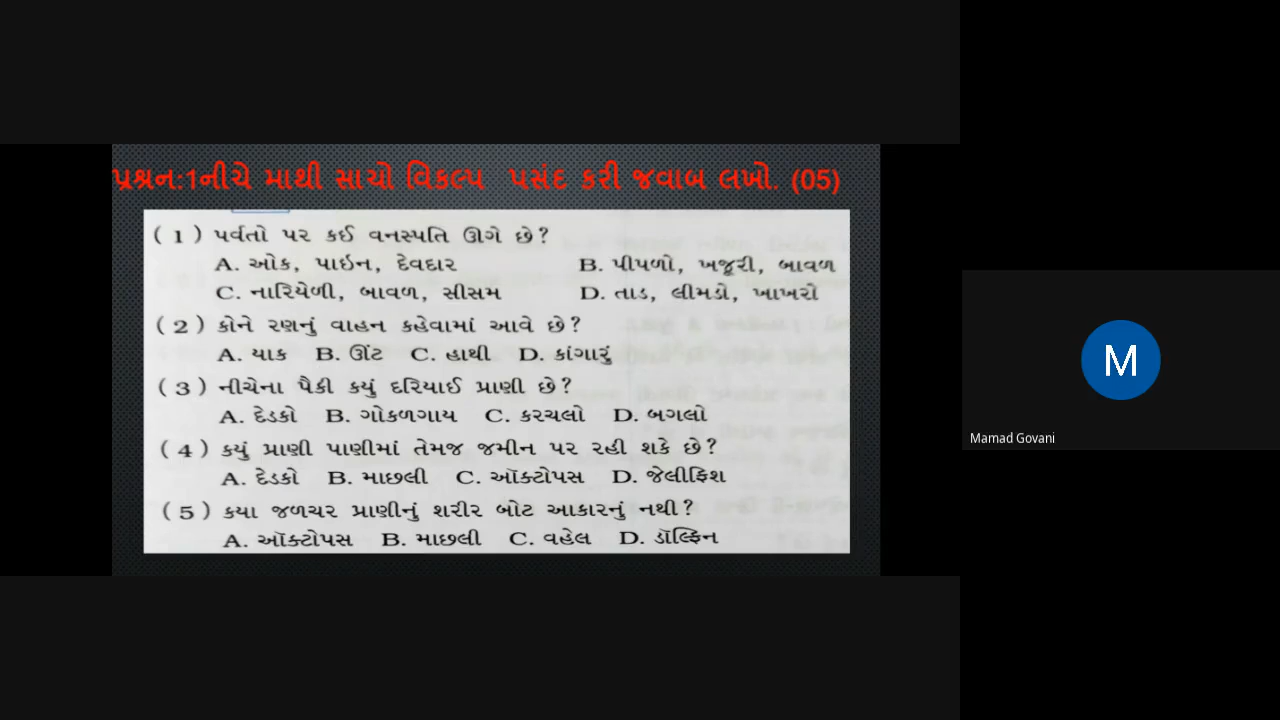 પ્રશ્રન:1નીચે માથી સાચો વિકલ્પ પસંદ કરી જવાબ લખો. (05)
( 1 ) પર્વતો પર કઈ વનસ્પતિ ઊગે છે?
A. ઓક, પાઇન, દેવદાર B. પીપળો, ખજૂરી, બાવળ
C. નારિયેળી, બાવળ, સીસમ D. તાડ, લીમડો, ખાખરો
( 2 ) કોને રણનું વાહન કહેવામાં આવે છે?
A. યાક B. ઊંટ C. હાથી D. કાંગારું
( 3 ) નીચેના પૈકી કયું દરિયાઈ પ્રાણી છે?
A. દેડકો B. ગોકળગાય C. કરચલો D. બગલો
( 4 ) કયું પ્રાણી પાણીમાં તેમજ જમીન પર રહી શકે છે?
A. દેડકો B. માછલી C. ઑક્ટોપસ D. જેલીફિશ
( 5 ) કયા જળચર પ્રાણીનું શરીર બોટ આકારનું નથી?
A. ઑક્ટોપસ B. માછલી C. વહેલ D. ડૉલ્ફિન
M
Mamad Govani